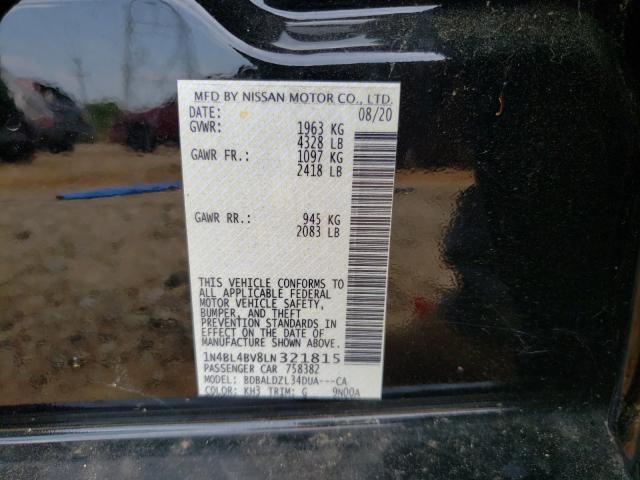 MFD BY NISSAN MOTOR CO., LTD.
DATE: 08/20
GVWR: 1963 KG
4328 LB
GAWR FR.: 1097 KG
2418 LB
GAWR RR.: 945 KG
2083 LB
THIS VEHICLE CONFORMS TO
ALL APPLICABLE FEDERAL
MOTOR VEHICLE SAFETY,
BUMPER, AND THEFT
PREVENTION STANDARDS IN
EFFECT ON THE DATE OF
MANUFACTURE SHOWN ABOVE.
1N4BL4BV8LN321815
PASSENGER CAR 758382
MODEL: BDBALDZL34DUA---CA
COLOR: KH3 TRIM: G 9N00A